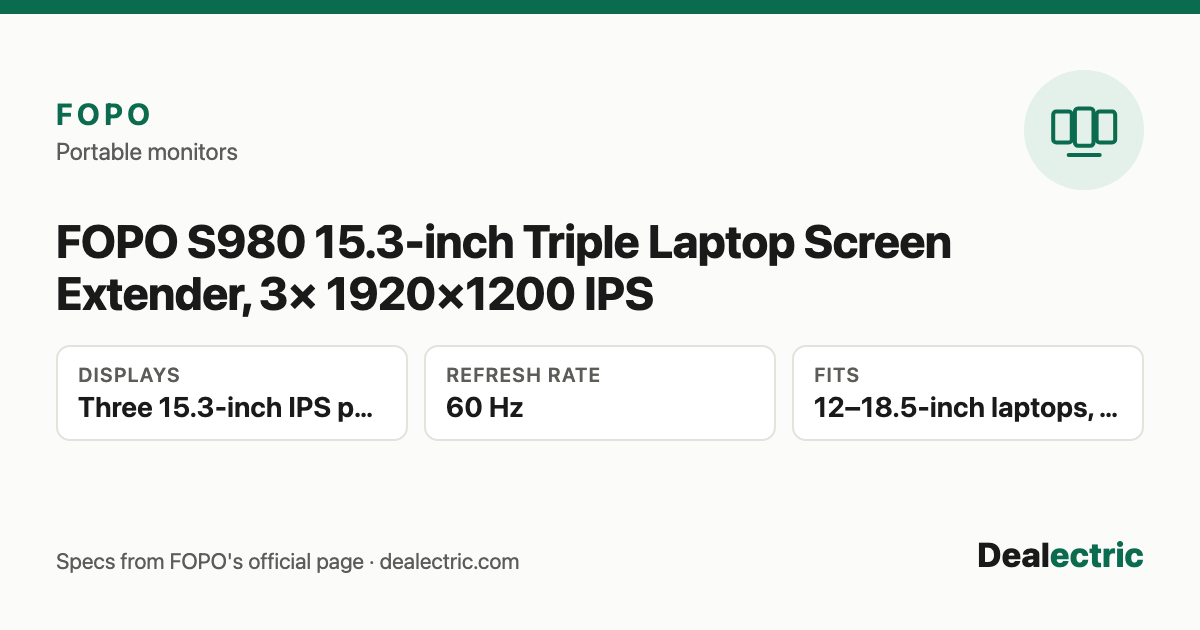 FOPO
Portable monitors
FOPO S980 15.3-inch Triple Laptop Screen
Extender, 3× 1920×1200 IPS
DISPLAYS
Three 15.3-inch IPS p...
REFRESH RATE
60 Hz
FITS
12–18.5-inch laptops, ...
Specs from FOPO's official page · dealectric.com
Dealectric